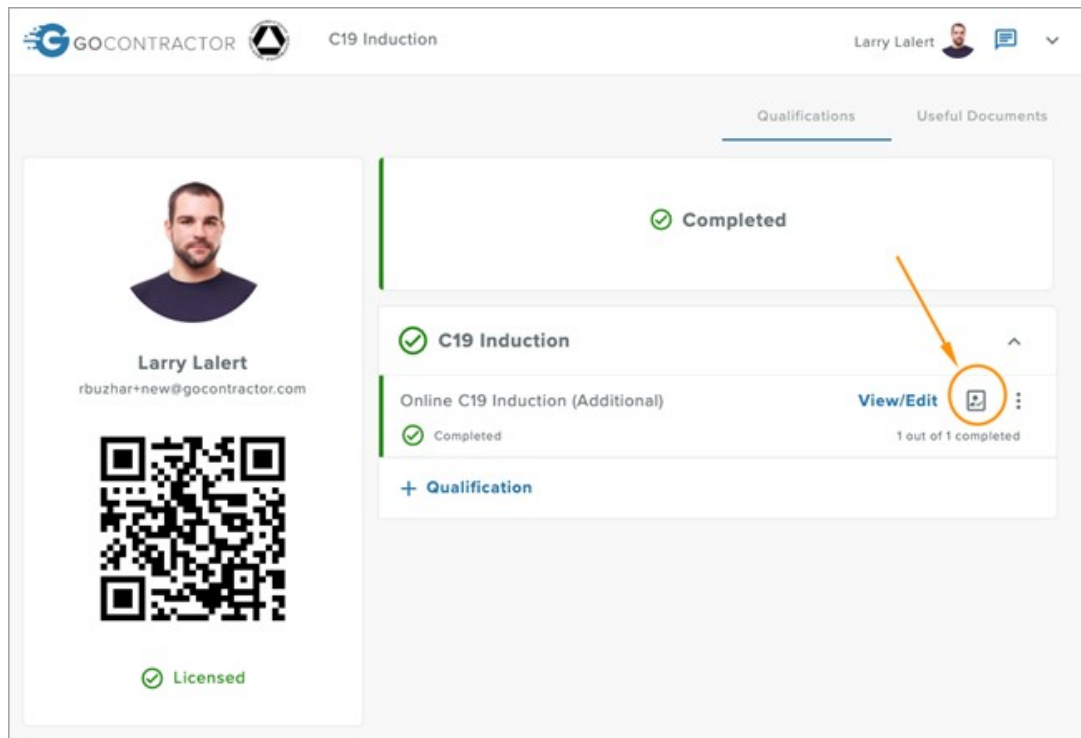 GOCONTRACTOR
C19 Induction
Larry Lalert
Qualifications
Useful Documents
Larry Lalert
rbuzhar+new@gocontractor.com
Licensed
Completed
C19 Induction
Online C19 Induction (Additional)
View/Edit
Completed
1 out of 1 completed
+ Qualification